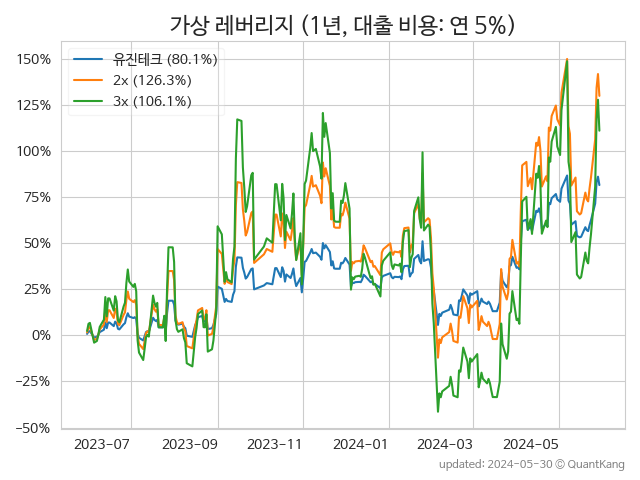 가상 레버리지 (1년, 대출 비용: 연 5%)
유진테크 (80.1%)
2x (126.3%)
3x (106.1%)
150%
125%
100%
75%
50%
25%
0%
−25%
−50%
2023-07 2023-09 2023-11 2024-01 2024-03 2024-05
updated: 2024-05-30 © QuantKang